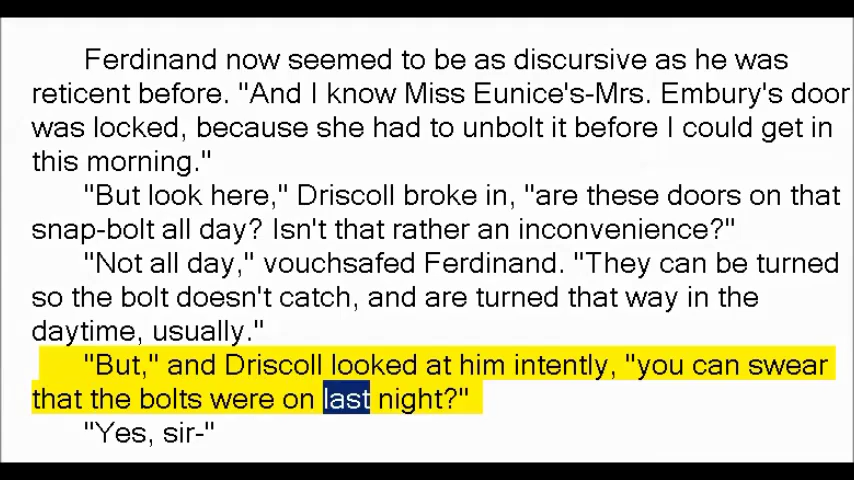 Ferdinand now seemed to be as discursive as he was
reticent before. "And I know Miss Eunice's-Mrs. Embury's door
was locked, because she had to unbolt it before I could get in
this morning."
"But look here," Driscoll broke in, "are these doors on that
snap-bolt all day? Isn't that rather an inconvenience?"
"Not all day," vouchsafed Ferdinand. "They can be turned
so the bolt doesn't catch, and are turned that way in the
daytime, usually."
"But," and Driscoll looked at him intently, "you can swear
that the bolts were on last night?"
"Yes, sir-"